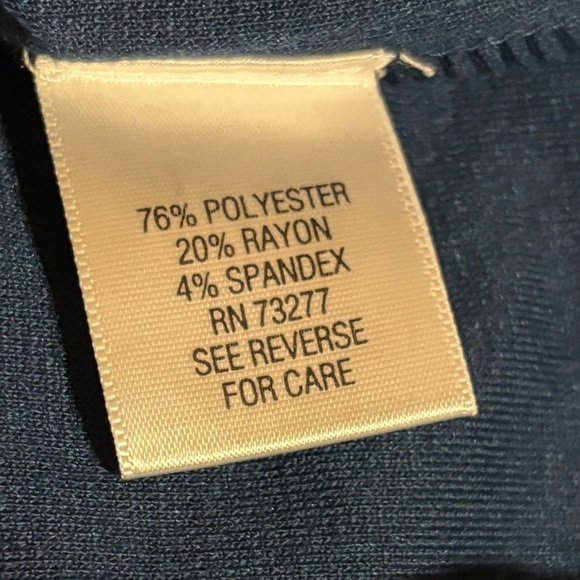 76% POLYESTER
20% RAYON
4% SPANDEX
RN 73277
SEE REVERSE
FOR CARE